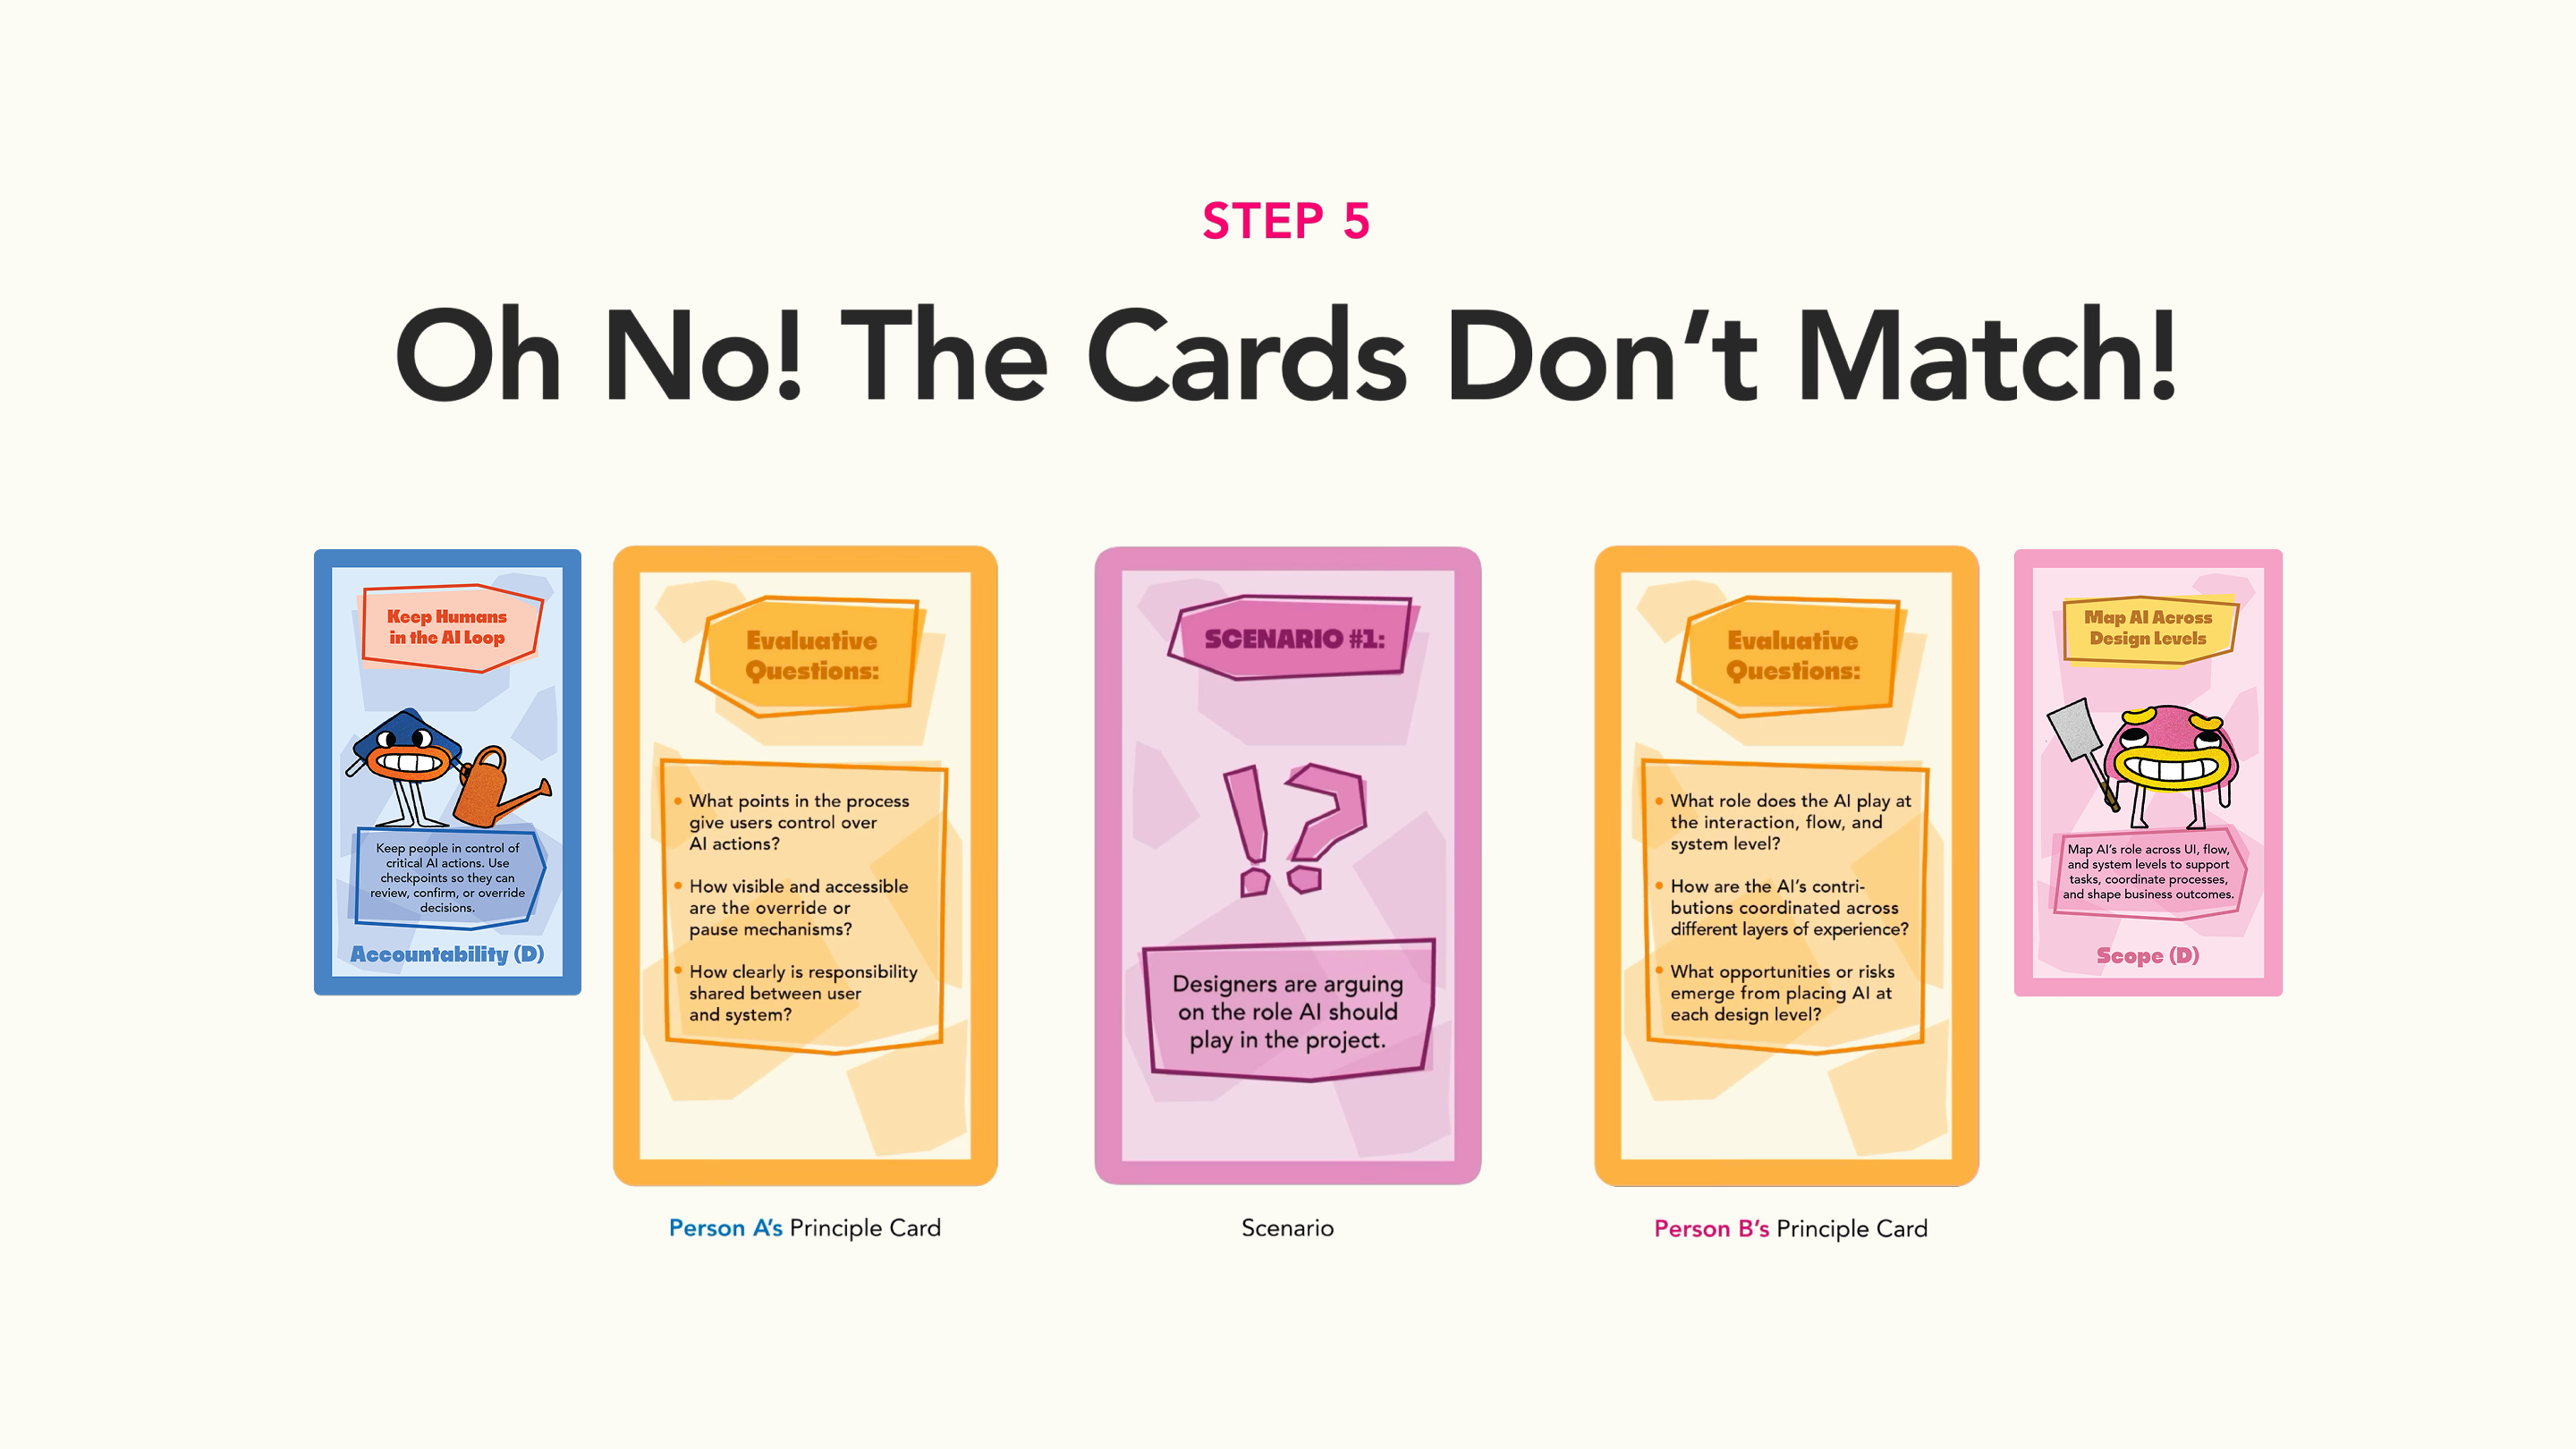 STEP 5
Oh No! The Cards Don’t Match!
Keep Humans
in the AI Loop
Keep people in control of
critical AI actions. Use
checkpoints so they can
review, confirm, or override
decisions.
Accountability (D)
Evaluative
Questions:
• What points in the process
give users control over
AI actions?
• How visible and accessible
are the override or
pause mechanisms?
• How clearly is responsibility
shared between user
and system?
Person A’s Principle Card
SCENARIO #1:
!?
Designers are arguing
on the role AI should
play in the project.
Scenario
Evaluative
Questions:
• What role does the AI play at
the interaction, flow, and
system level?
• How are the AI’s contri-
butions coordinated across
different layers of experience?
• What opportunities or risks
emerge from placing AI at
each design level?
Person B’s Principle Card
Map AI Across
Design Levels
Map AI’s role across UI, flow,
and system levels to support
tasks, coordinate processes,
and shape business outcomes.
Scope (D)